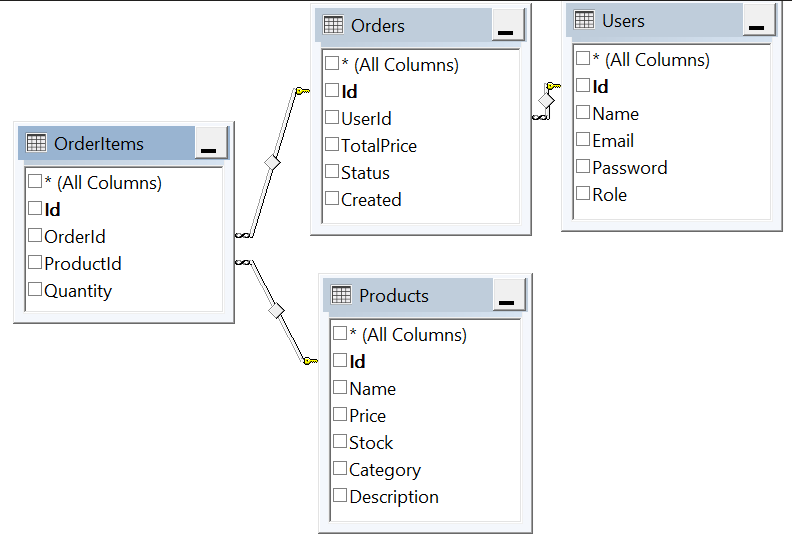 OrderItems
* (All Columns)
Id
OrderId
ProductId
Quantity
Orders
* (All Columns)
Id
UserId
TotalPrice
Status
Created
Users
* (All Columns)
Id
Name
Email
Password
Role
Products
* (All Columns)
Id
Name
Price
Stock
Category
Description